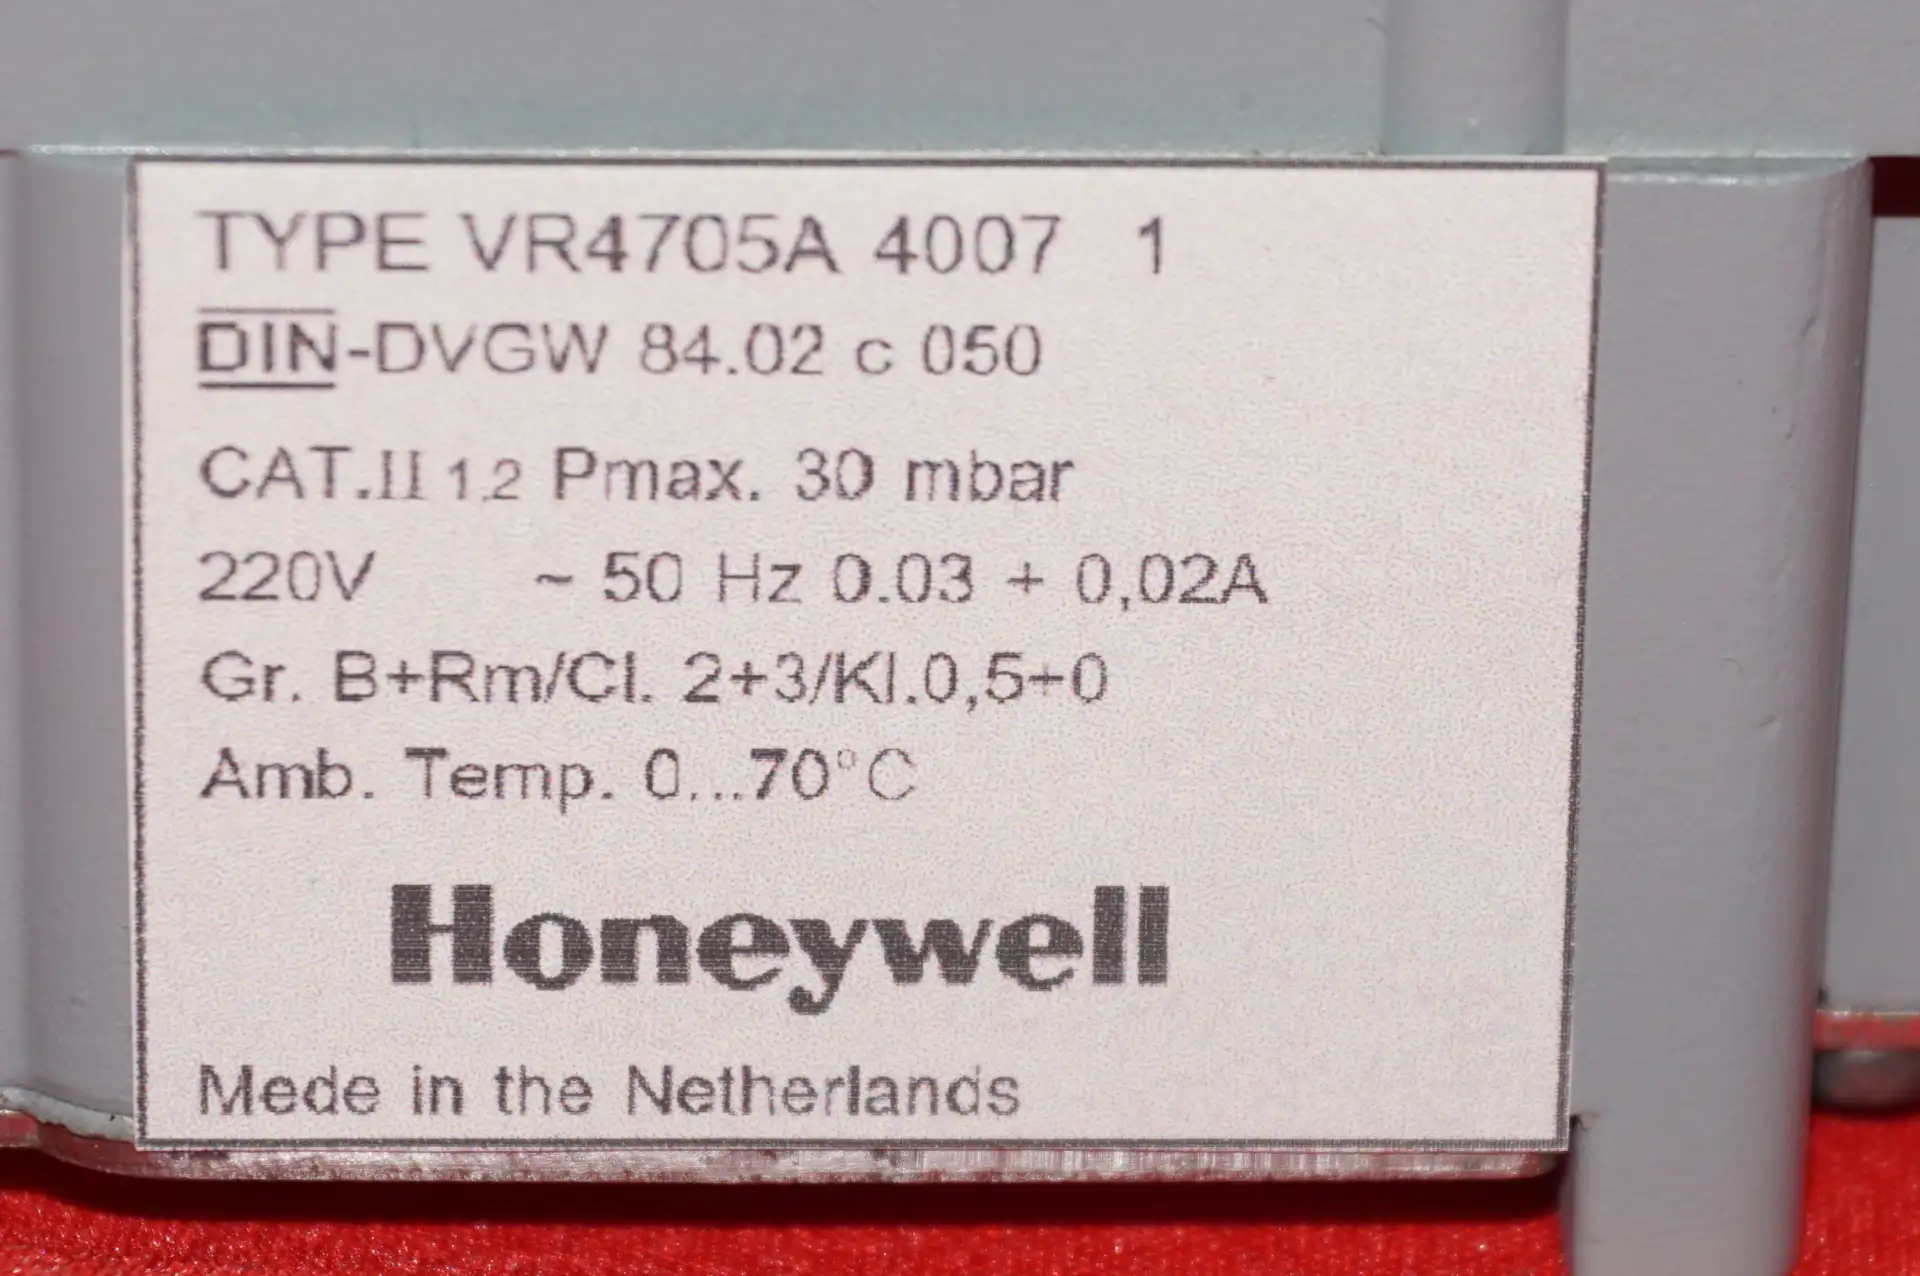 TYPE VR4705A 4007 1
DIN-DVGW 84.02 c 050
CAT.II 1.2 Pmax. 30 mbar
220V ~ 50 Hz 0.03 + 0,02A
Gr. B+Rm/Cl. 2+3/Kl.0,5+0
Amb. Temp. 0...70°C
Honeywell
Mede in the Netherlands